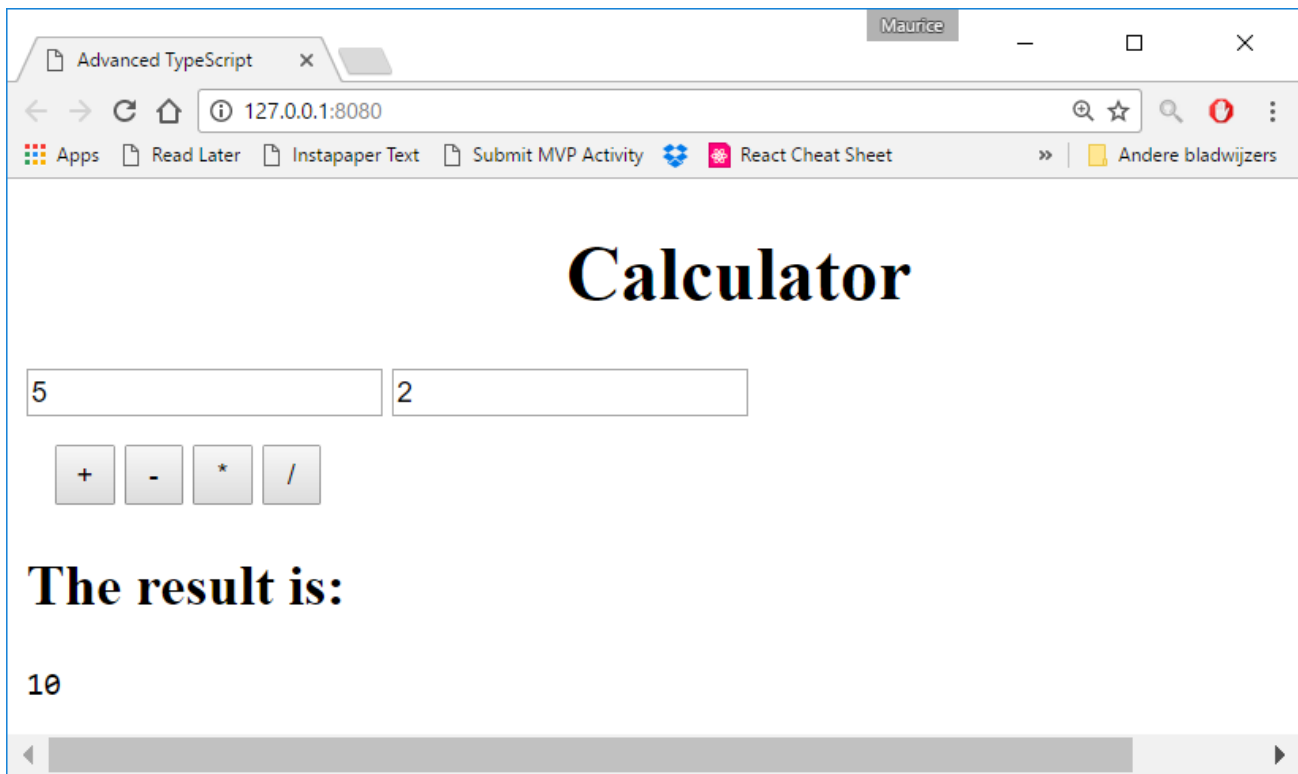 Maurice
Advanced TypeScript
127.0.0.1:8080
Apps Read Later Instapaper Text Submit MVP Activity React Cheat Sheet » Andere bladwijzers
Calculator
5 2
+ - * /
The result is:
10